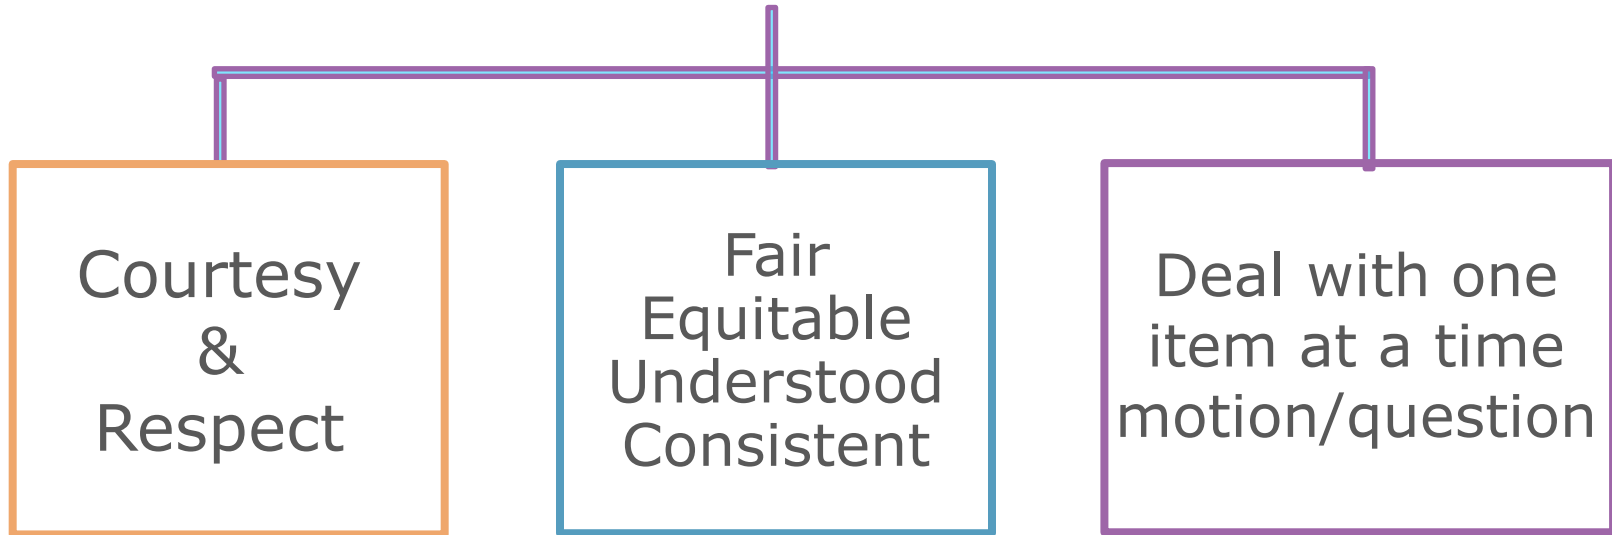 Courtesy
&
Respect
Fair
Equitable
Understood
Consistent
Deal with one
item at a time
motion/question